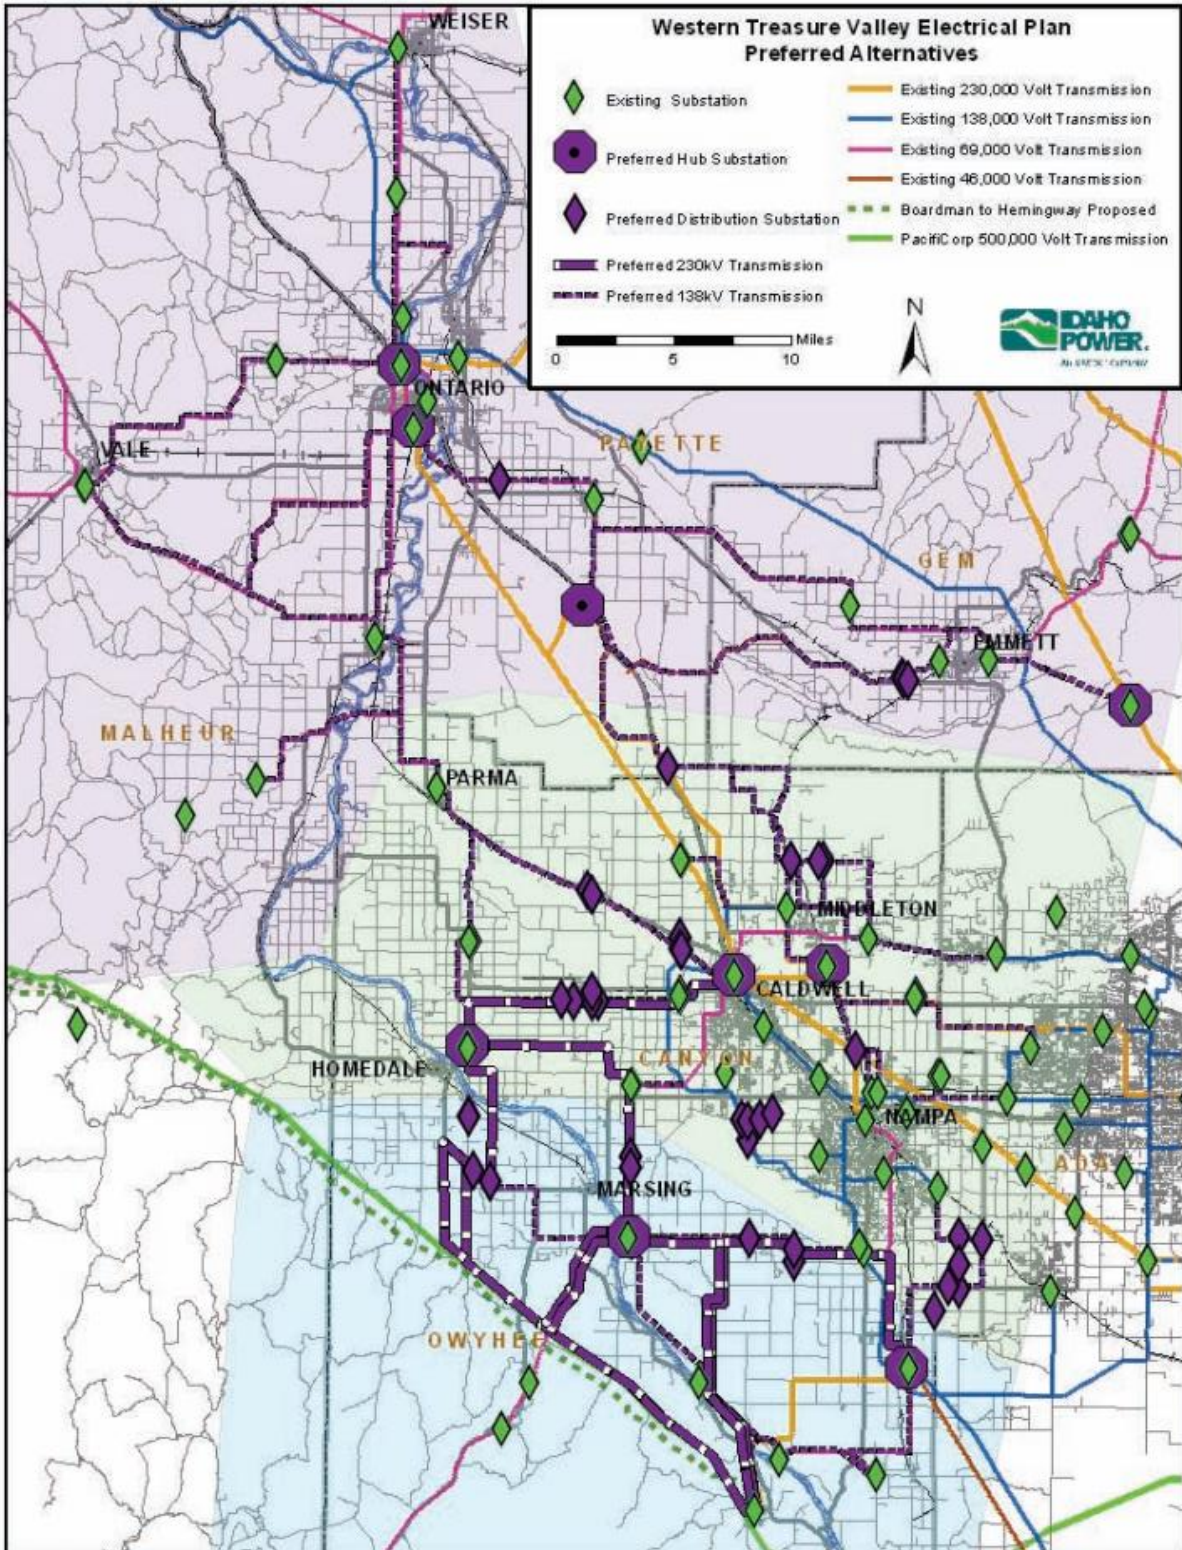 Western Treasure Valley Electrical Plan
Preferred Alternatives
Existing Substation
Preferred Hub Substation
Preferred Distribution Substation
Preferred 230kV Transmission
Preferred 138kV Transmission
Existing 230,000 Volt Transmission
Existing 138,000 Volt Transmission
Existing 69,000 Volt Transmission
Existing 46,000 Volt Transmission
Boardman to Hemingway Proposed
PacifiCorp 500,000 Volt Transmission
Miles
0 5 10
N
IDAHO
POWER
WEISER
ONTARIO
PAYETTE
VALE
GEM
EMMETT
MALHEUR
PARMA
MIDDLETON
CALDWELL
CANYON
HOMEDALE
NAMPA
ADA
MARSING
OWYHEE